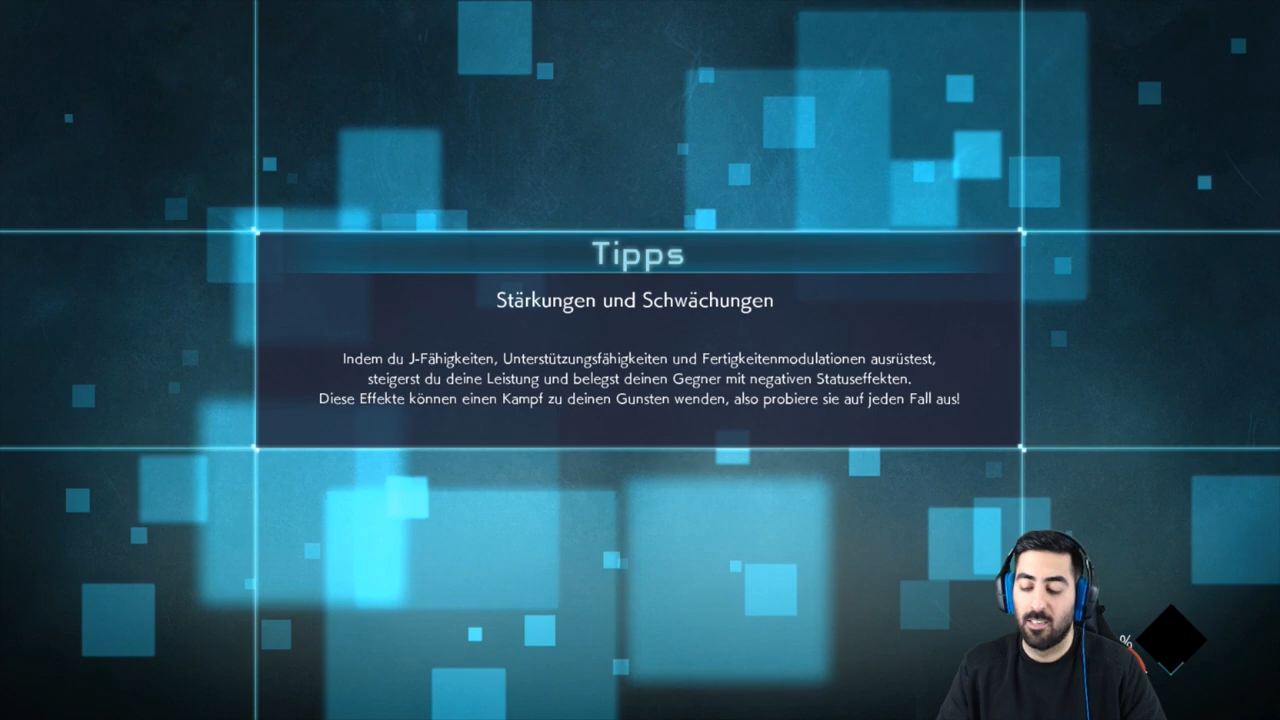 Tipps
Stärkungen und Schwächungen
Indem du J-Fähigkeiten, Unterstützungsfähigkeiten und Fertigkeitenmodulationen ausrüstest,
steigerst du deine Leistung und belegst deinen Gegner mit negativen Statuseffekten.
Diese Effekte können einen Kampf zu deinen Gunsten wenden, also probiere sie auf jeden Fall aus!
%